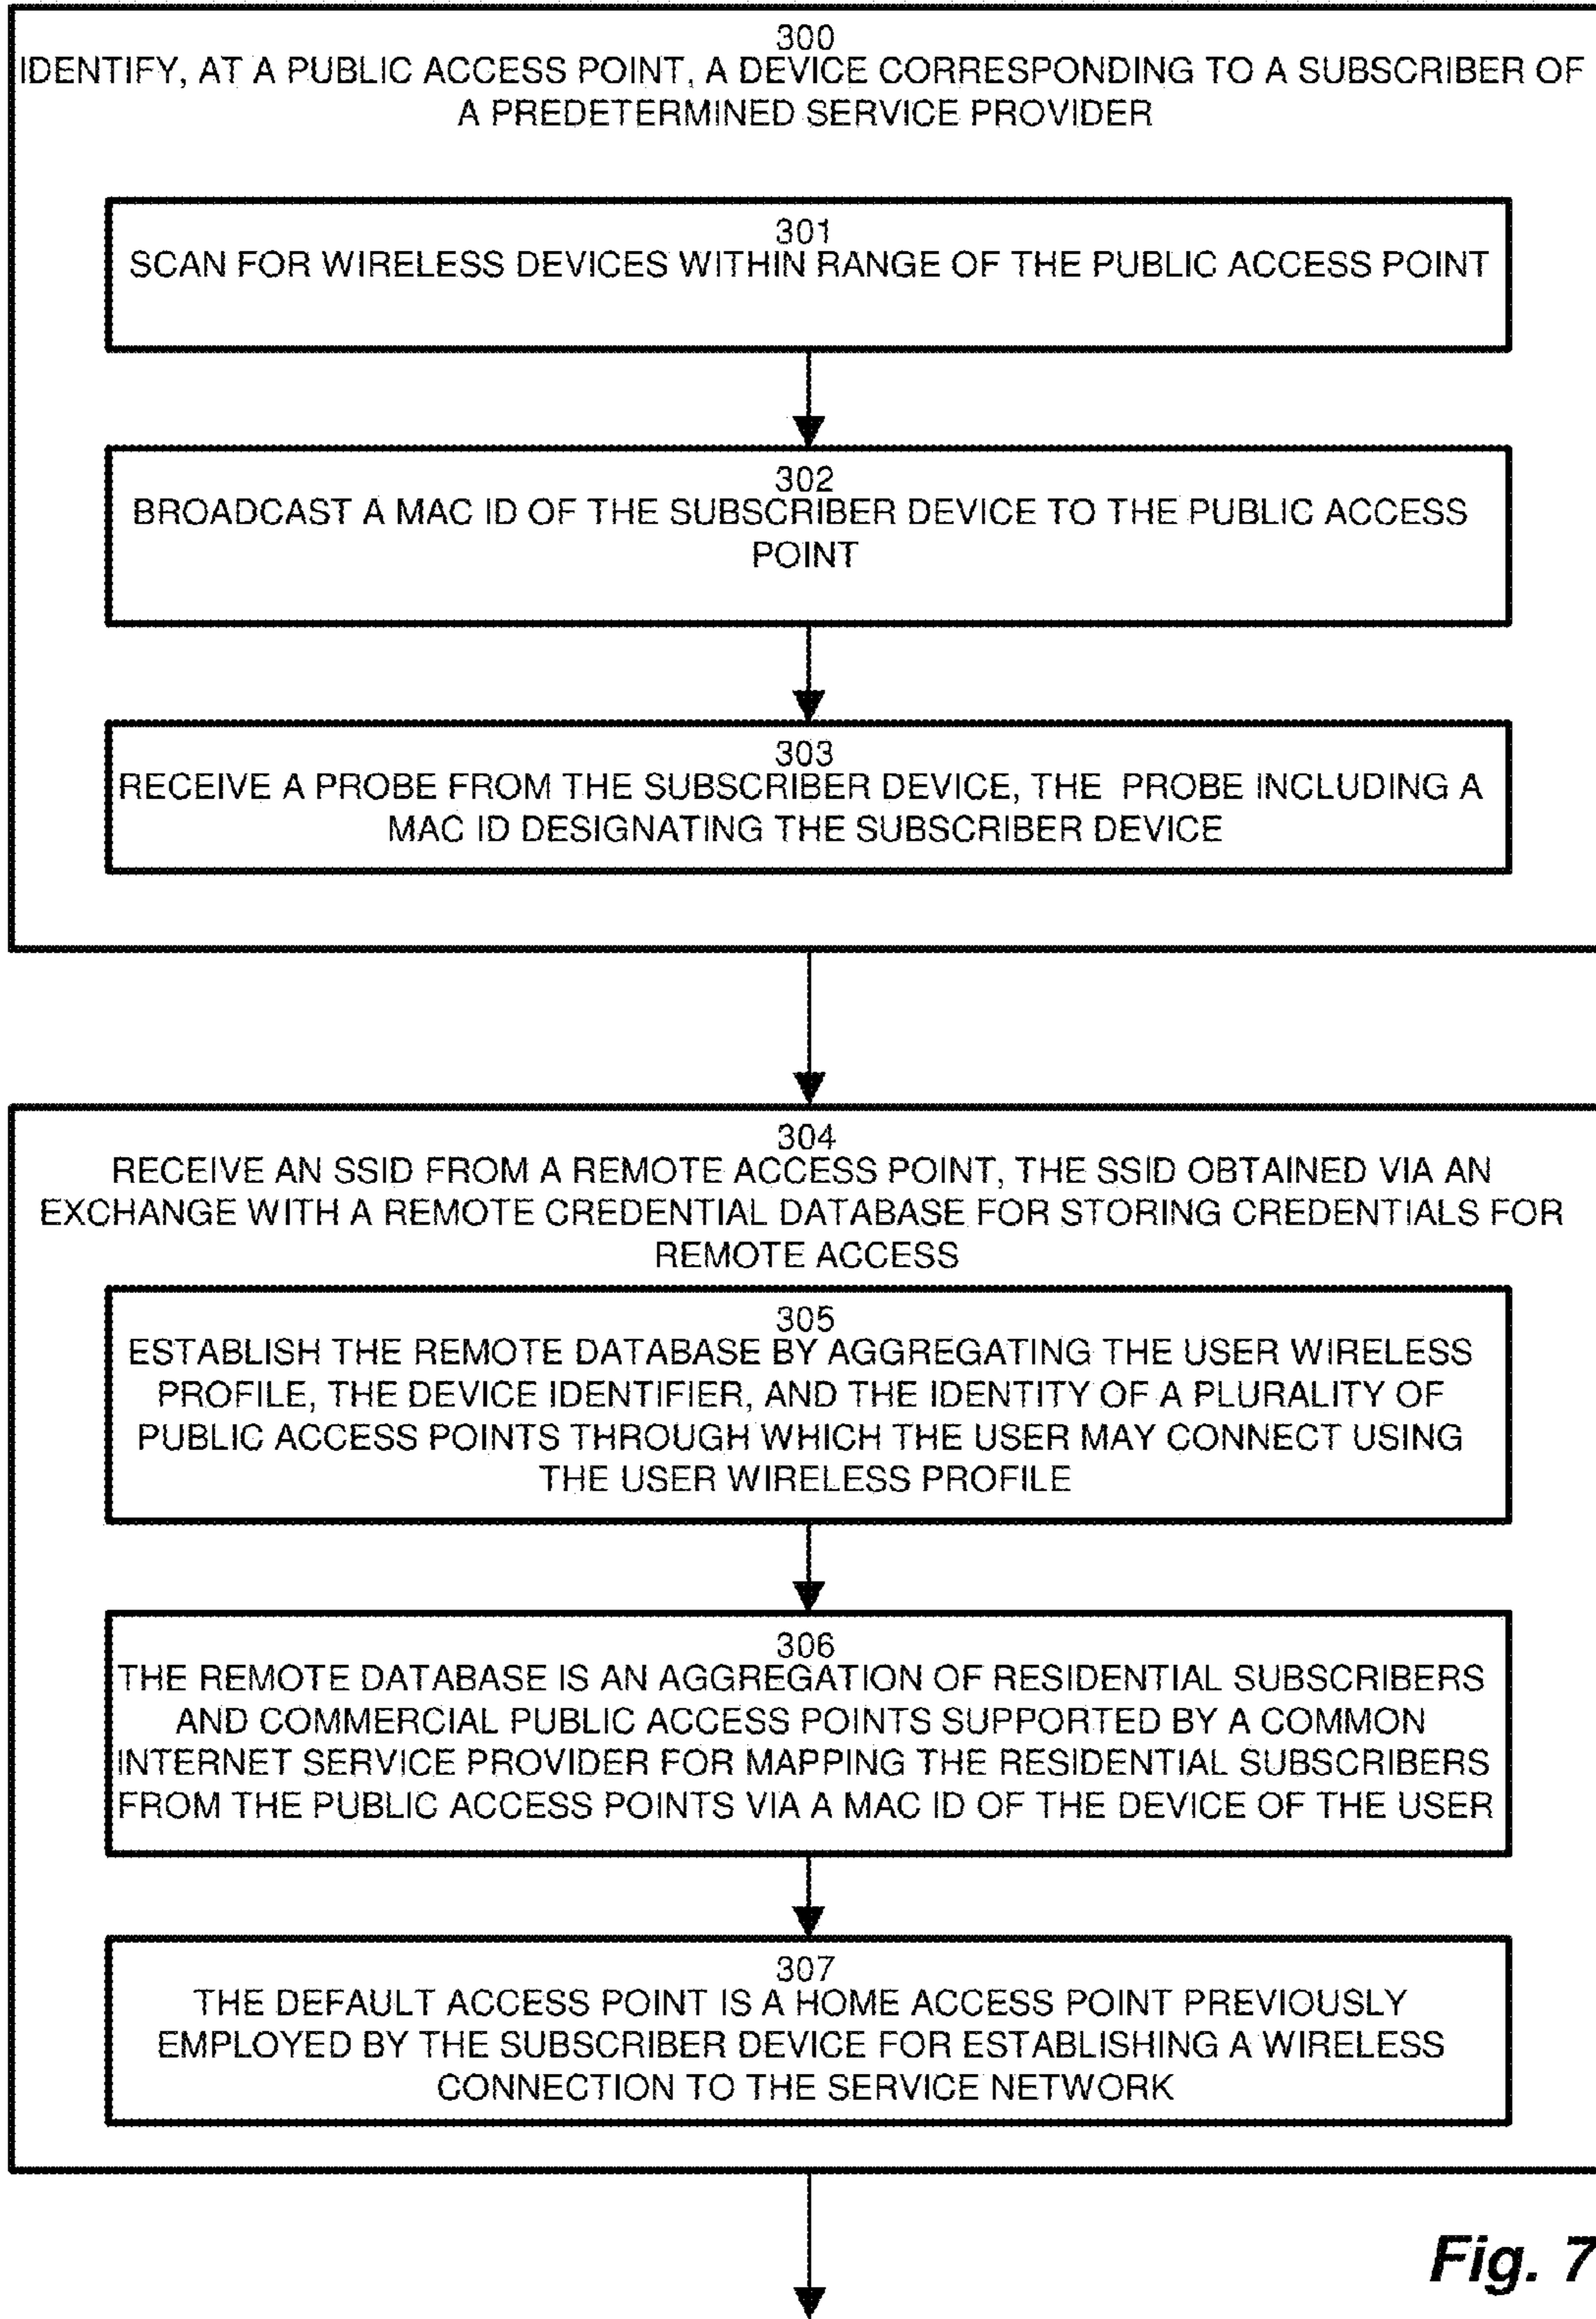 300
IDENTIFY, AT A PUBLIC ACCESS POINT, A DEVICE CORRESPONDING TO A SUBSCRIBER OF
A PREDETERMINED SERVICE PROVIDER
301
SCAN FOR WIRELESS DEVICES WITHIN RANGE OF THE PUBLIC ACCESS POINT
302
BROADCAST A MAC ID OF THE SUBSCRIBER DEVICE TO THE PUBLIC ACCESS
POINT
303
RECEIVE A PROBE FROM THE SUBSCRIBER DEVICE, THE PROBE INCLUDING A
MAC ID DESIGNATING THE SUBSCRIBER DEVICE
304
RECEIVE AN SSID FROM A REMOTE ACCESS POINT, THE SSID OBTAINED VIA AN
EXCHANGE WITH A REMOTE CREDENTIAL DATABASE FOR STORING CREDENTIALS FOR
REMOTE ACCESS
305
ESTABLISH THE REMOTE DATABASE BY AGGREGATING THE USER WIRELESS
PROFILE, THE DEVICE IDENTIFIER, AND THE IDENTITY OF A PLURALITY OF
PUBLIC ACCESS POINTS THROUGH WHICH THE USER MAY CONNECT USING
THE USER WIRELESS PROFILE
306
THE REMOTE DATABASE IS AN AGGREGATION OF RESIDENTIAL SUBSCRIBERS
AND COMMERCIAL PUBLIC ACCESS POINTS SUPPORTED BY A COMMON
INTERNET SERVICE PROVIDER FOR MAPPING THE RESIDENTIAL SUBSCRIBERS
FROM THE PUBLIC ACCESS POINTS VIA A MAC ID OF THE DEVICE OF THE USER
307
THE DEFAULT ACCESS POINT IS A HOME ACCESS POINT PREVIOUSLY
EMPLOYED BY THE SUBSCRIBER DEVICE FOR ESTABLISHING A WIRELESS
CONNECTION TO THE SERVICE NETWORK
Fig. 7